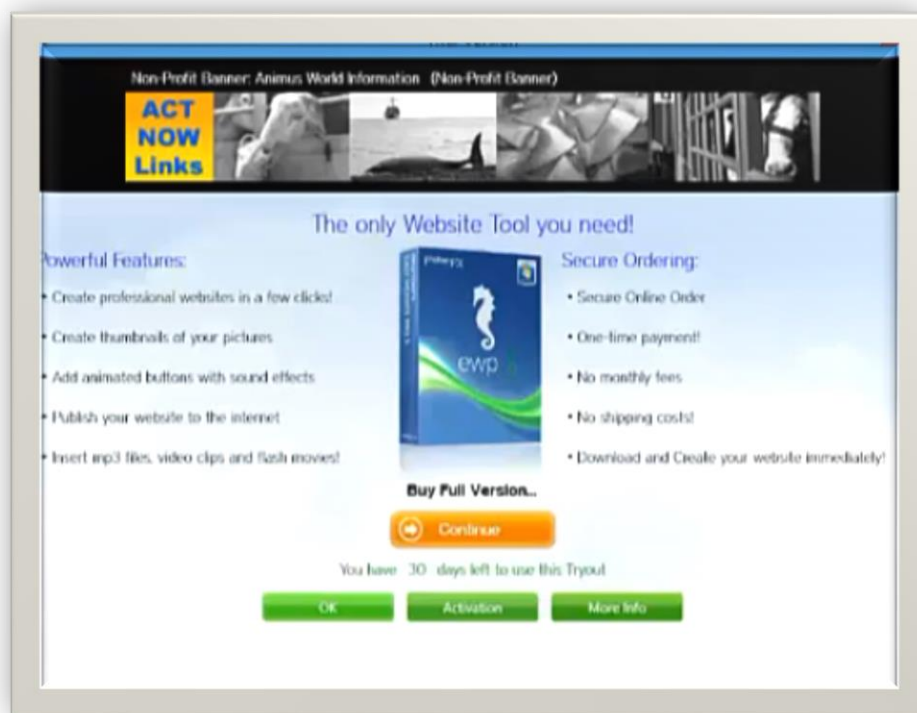 Non-Profit Banner: Animus World Information (Non-Profit Banner)
ACT
NOW
Links
The only Website Tool you need!
Powerful Features:
• Create professional websites in a few clicks!
• Create thumbnails of your pictures
• Add animated buttons with sound effects
• Publish your website to the internet
• Insert mp3 files, video clips and flash movies!
ewp
Secure Ordering:
• Secure Online Order
• One-time payment!
• No monthly fees
• No shipping costs!
• Download and Create your website immediately!
Buy Full Version...
Continue
You have 30 days left to use this Tryout
OK
Activation
More Info